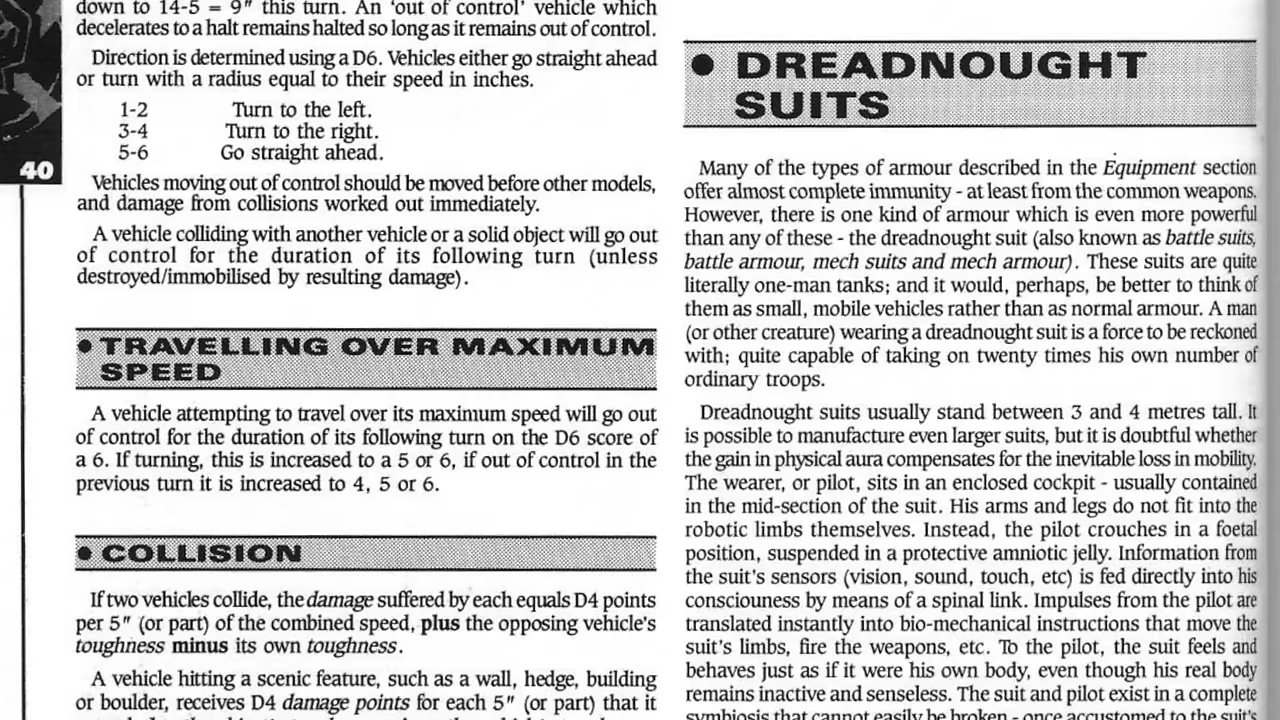 down to 14-5 = 9" this turn. An 'out of control' vehicle which
decelerates to a halt remains halted so long as it remains out of control.
Direction is determined using a D6. Vehicles either go straight ahead
or turn with a radius equal to their speed in inches.
1-2 Turn to the left.
3-4 Turn to the right.
5-6 Go straight ahead.
40
Vehicles moving out of control should be moved before other models,
and damage from collisions worked out immediately.
A vehicle colliding with another vehicle or a solid object will go out
of control for the duration of its following turn (unless
destroyed/immobilised by resulting damage).
• TRAVELLING OVER MAXIMUM
SPEED
A vehicle attempting to travel over its maximum speed will go out
of control for the duration of its following turn on the D6 score of
a 6. If turning, this is increased to a 5 or 6, if out of control in the
previous turn it is increased to 4, 5 or 6.
• COLLISION
If two vehicles collide, the damage suffered by each equals D4 points
per 5" (or part) of the combined speed, plus the opposing vehicle's
toughness minus its own toughness.
A vehicle hitting a scenic feature, such as a wall, hedge, building
or boulder, receives D4 damage points for each 5" (or part) that it
• DREADNOUGHT
SUITS
Many of the types of armour described in the Equipment section
offer almost complete immunity - at least from the common weapons.
However, there is one kind of armour which is even more powerful
than any of these - the dreadnought suit (also known as battle suits,
battle armour, mech suits and mech armour). These suits are quite
literally one-man tanks; and it would, perhaps, be better to think of
them as small, mobile vehicles rather than as normal armour. A man
(or other creature) wearing a dreadnought suit is a force to be reckoned
with; quite capable of taking on twenty times his own number of
ordinary troops.
Dreadnought suits usually stand between 3 and 4 metres tall. It
is possible to manufacture even larger suits, but it is doubtful whether
the gain in physical aura compensates for the inevitable loss in mobility.
The wearer, or pilot, sits in an enclosed cockpit - usually contained
in the mid-section of the suit. His arms and legs do not fit into the
robotic limbs themselves. Instead, the pilot crouches in a foetal
position, suspended in a protective amniotic jelly. Information from
the suit's sensors (vision, sound, touch, etc) is fed directly into his
consciouness by means of a spinal link. Impulses from the pilot are
translated instantly into bio-mechanical instructions that move the
suit's limbs, fire the weapons, etc. To the pilot, the suit feels and
behaves just as if it were his own body, even though his real body
remains inactive and senseless. The suit and pilot exist in a complete
symbiosis that cannot easily be broken - once accustomed to the suit's